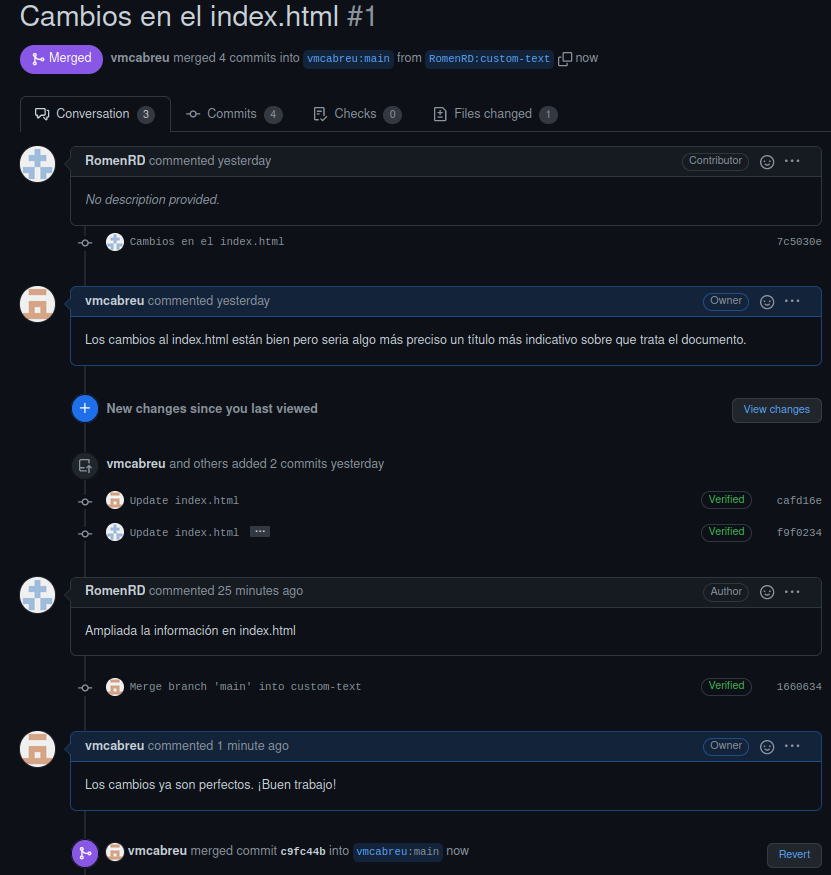 Cambios en el index.html #1
Merged vmcabreu merged 4 commits into vmcabreu:main from RomenRD:custom-text now
Conversation 3 Commits 4 Checks 0 Files changed 1
RomenRD commented yesterday Contributor ...
No description provided.
Cambios en el index.html 7c5030e
vmcabreu commented yesterday Owner ...
Los cambios al index.html están bien pero seria algo más preciso un título más indicativo sobre que trata el documento.
New changes since you last viewed View changes
vmcabreu and others added 2 commits yesterday
Update index.html Verified cafd16e
Update index.html ... Verified f9f0234
RomenRD commented 25 minutes ago Author ...
Ampliada la información en index.html
Merge branch 'main' into custom-text Verified 1660634
vmcabreu commented 1 minute ago Owner ...
Los cambios ya son perfectos. ¡Buen trabajo!
vmcabreu merged commit c9fc44b into vmcabreu:main now Revert